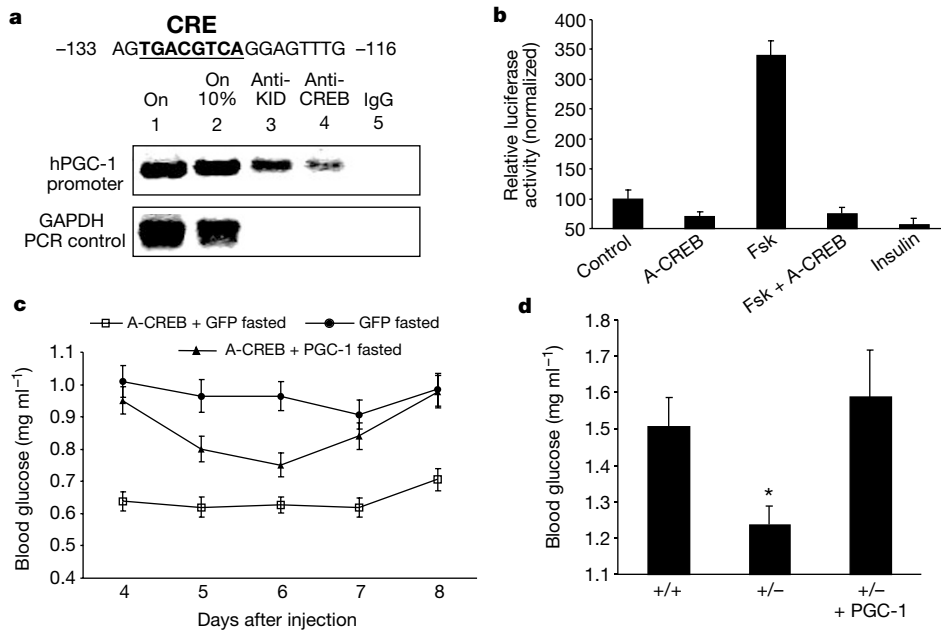 a
CRE
–133 AGTGACGTCAGGAGTTTG –116
On
On 10%
Anti-KID
Anti-CREB
IgG
1 2 3 4 5
hPGC-1 promoter
GAPDH PCR control
b
Relative luciferase activity (normalized)
400
350
300
250
200
150
100
50
Control
A-CREB
Fsk
Fsk + A-CREB
Insulin
c
A-CREB + GFP fasted
GFP fasted
A-CREB + PGC-1 fasted
Blood glucose (mg ml–1)
1.1
1.0
0.9
0.8
0.7
0.6
0.5
0.4
4 5 6 7 8
Days after injection
d
Blood glucose (mg ml–1)
1.8
1.7
1.6
1.5
1.4
1.3
1.2
1.1
*
+/+
+/–
+/–
+ PGC-1